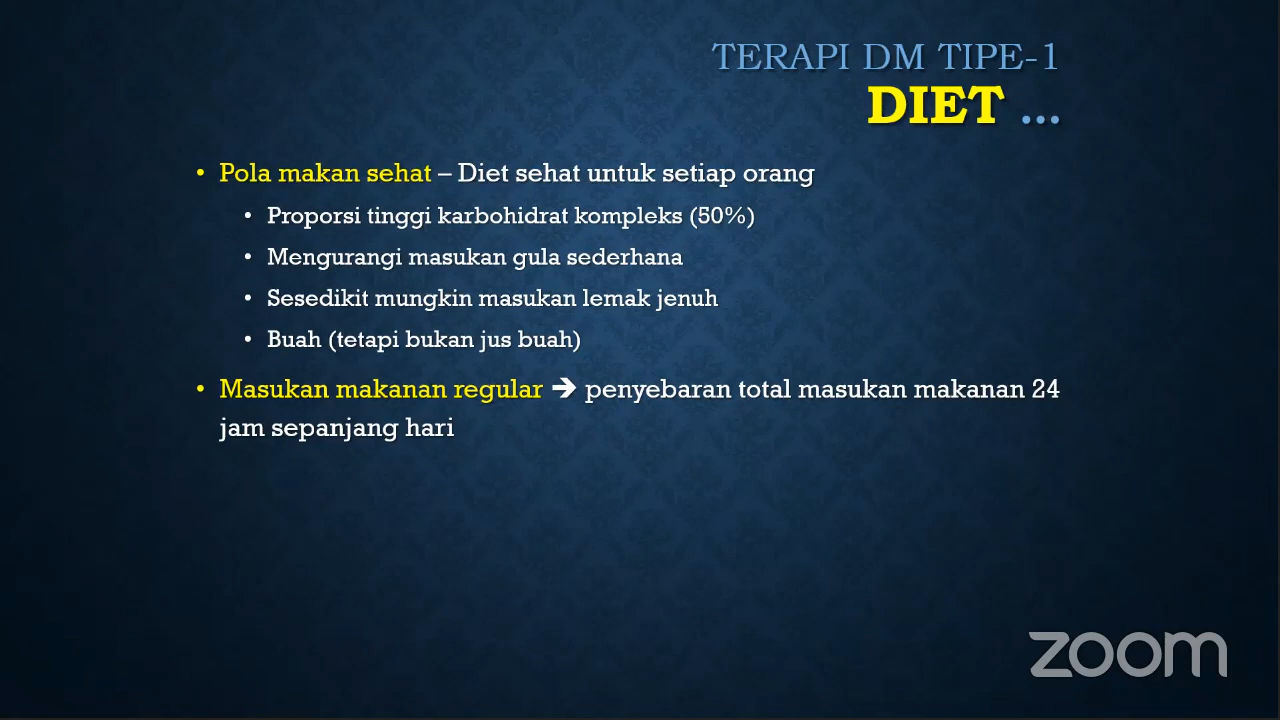 TERAPI DM TIPE-1
DIET ...
• Pola makan sehat – Diet sehat untuk setiap orang
• Proporsi tinggi karbohidrat kompleks (50%)
• Mengurangi masukan gula sederhana
• Sesedikit mungkin masukan lemak jenuh
• Buah (tetapi bukan jus buah)
• Masukan makanan regular ➔ penyebaran total masukan makanan 24
jam sepanjang hari
zoom